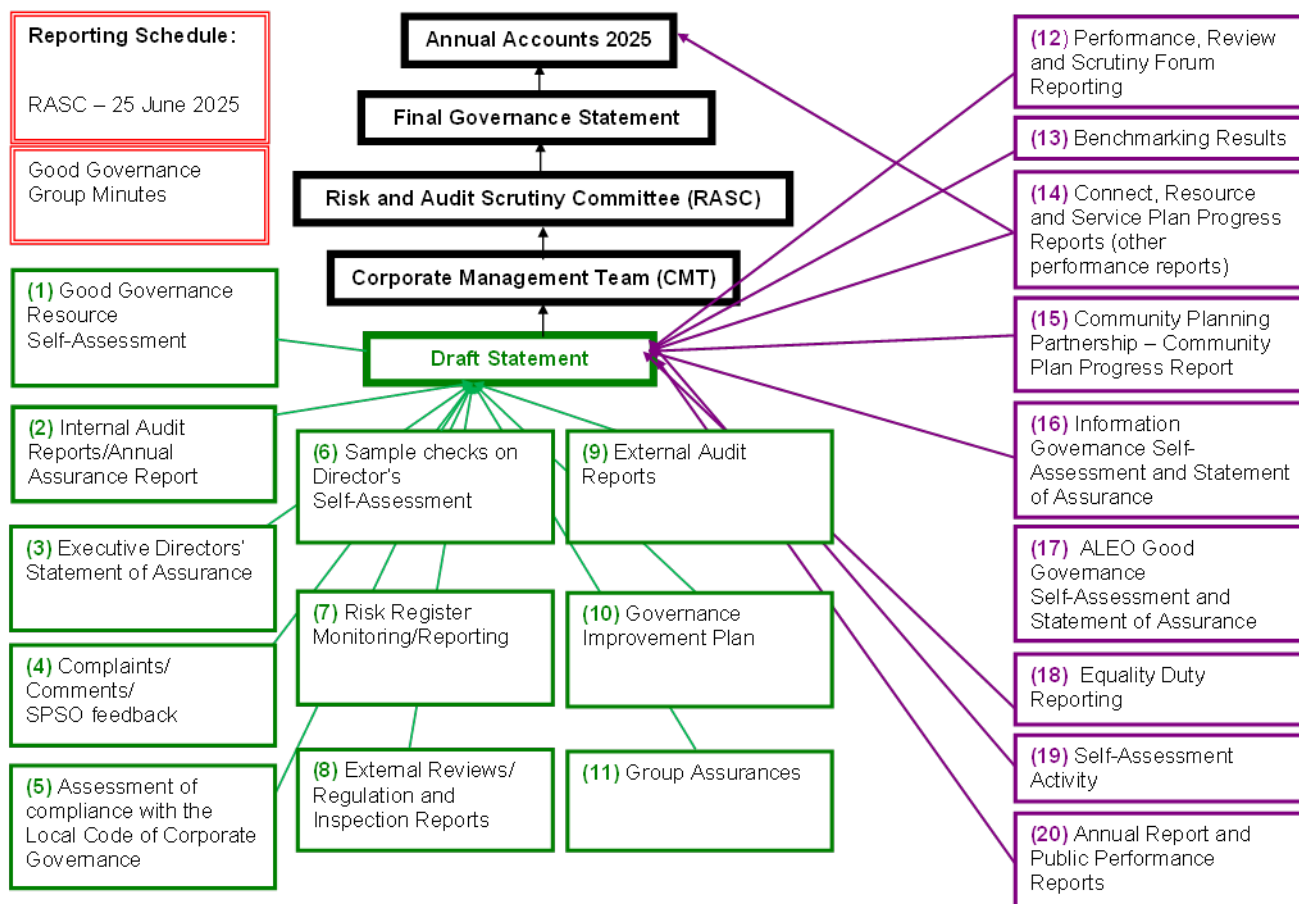 Reporting Schedule:
RASC – 25 June 2025
Good Governance
Group Minutes
Annual Accounts 2025
Final Governance Statement
Risk and Audit Scrutiny Committee (RASC)
Corporate Management Team (CMT)
Draft Statement
(1) Good Governance
Resource
Self-Assessment
(2) Internal Audit
Reports/Annual
Assurance Report
(3) Executive Directors'
Statement of Assurance
(4) Complaints/
Comments/
SPSO feedback
(5) Assessment of
compliance with the
Local Code of Corporate
Governance
(6) Sample checks on
Director's
Self-Assessment
(7) Risk Register
Monitoring/Reporting
(8) External Reviews/
Regulation and
Inspection Reports
(9) External Audit
Reports
(10) Governance
Improvement Plan
(11) Group Assurances
(12) Performance, Review
and Scrutiny Forum
Reporting
(13) Benchmarking Results
(14) Connect, Resource
and Service Plan Progress
Reports (other
performance reports)
(15) Community Planning
Partnership – Community
Plan Progress Report
(16) Information
Governance Self-
Assessment and Statement
of Assurance
(17) ALEO Good
Governance
Self-Assessment and
Statement of Assurance
(18) Equality Duty
Reporting
(19) Self-Assessment
Activity
(20) Annual Report and
Public Performance
Reports